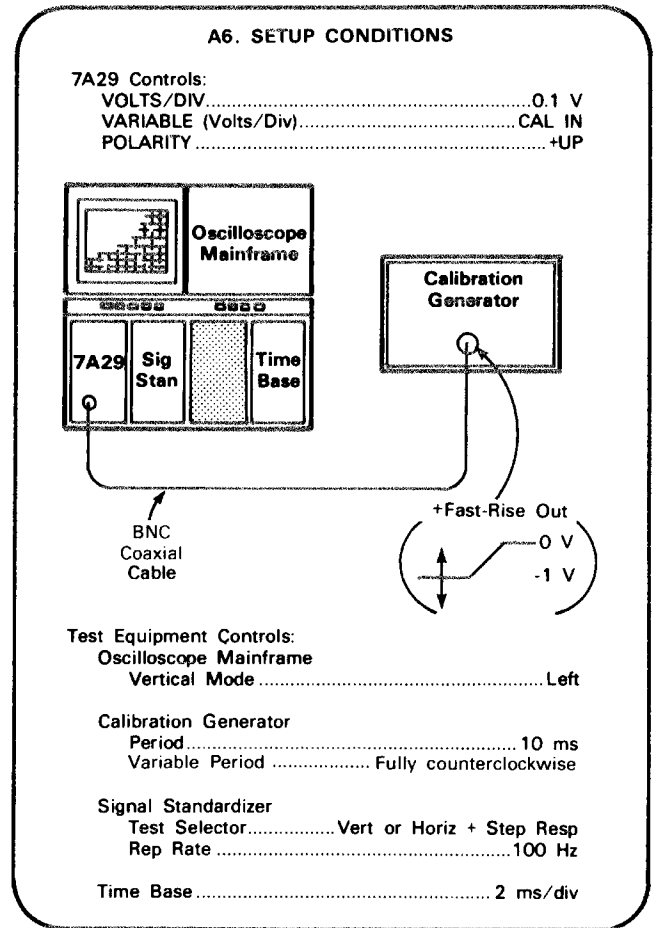 A6. SETUP CONDITIONS
7A29 Controls:
VOLTS/DIV..................................................0.1 V
VARIABLE (Volts/Div)...............................CAL IN
POLARITY ....................................................+UP
Oscilloscope
Mainframe
7A29
Sig
Stan
Time
Base
Calibration
Generator
BNC
Coaxial
Cable
+Fast-Rise Out
0 V
-1 V
Test Equipment Controls:
Oscilloscope Mainframe
Vertical Mode ..........................................Left
Calibration Generator
Period.................................................. 10 ms
Variable Period ................... Fully counterclockwise
Signal Standardizer
Test Selector.................Vert or Horiz + Step Resp
Rep Rate ...............................................100 Hz
Time Base............................................ 2 ms/div